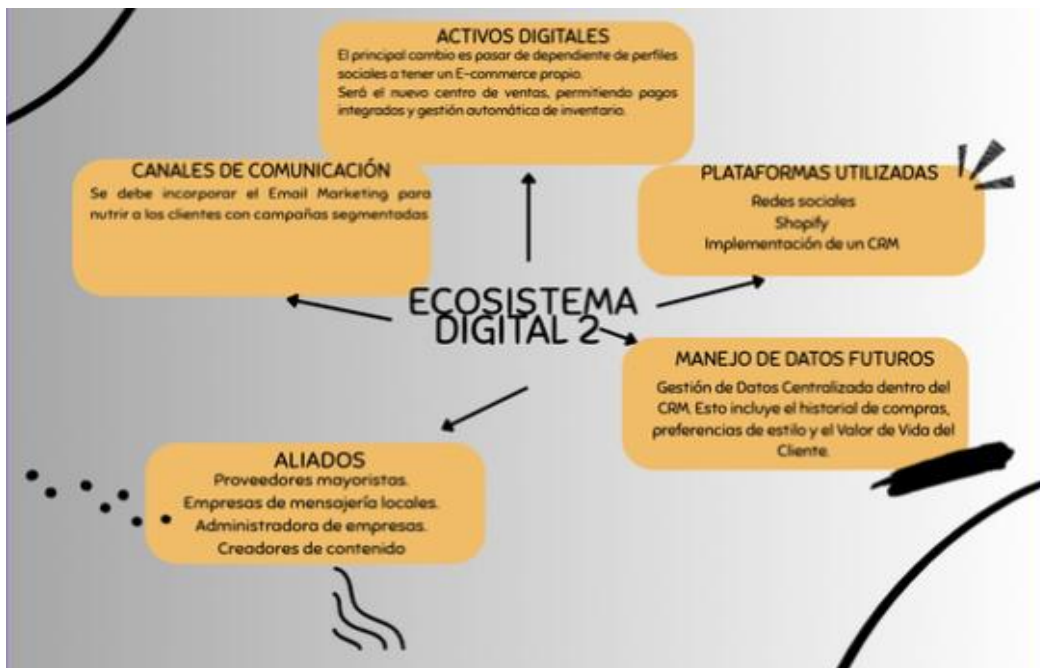 ACTIVOS DIGITALES
El principal cambio es pasar de dependiente de perfiles
sociales a tener un E-commerce propio.
Será el nuevo centro de ventas, permitiendo pagos
integrados y gestión automática de inventario.
CANALES DE COMUNICACIÓN
Se debe incorporar el Email Marketing para
nutrir a los clientes con campañas segmentadas
PLATAFORMAS UTILIZADAS
Redes sociales
Shopify
Implementación de un CRM
ECOSISTEMA
DIGITAL 2
MANEJO DE DATOS FUTUROS
Gestión de Datos Centralizada dentro del
CRM. Esto incluye el historial de compras,
preferencias de estilo y el Valor de Vida del
Cliente.
ALIADOS
Proveedores mayoristas.
Empresas de mensajería locales.
Administradora de empresas.
Creadores de contenido